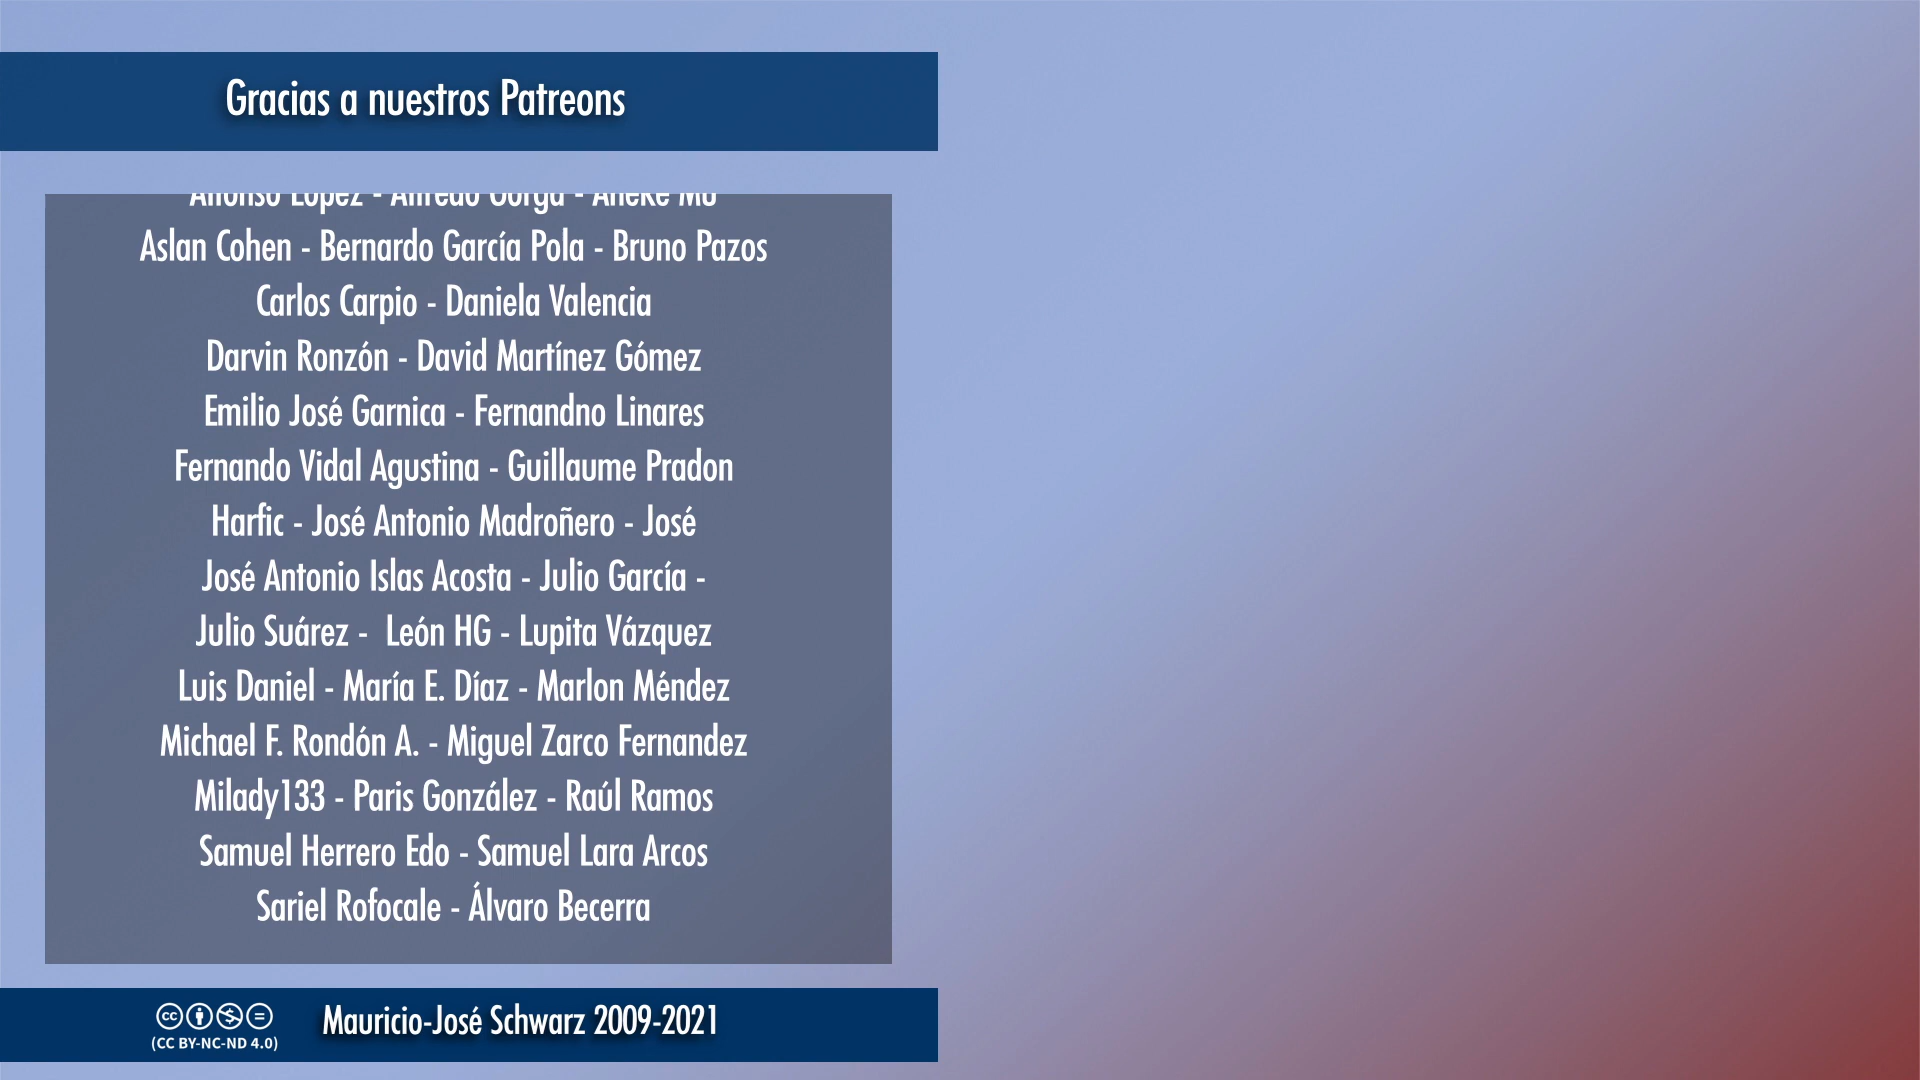 Gracias a nuestros Patreons
Alfonso López - Alfredo - Aneke
Aslan Cohen - Bernardo García Pola - Bruno Pazos
Carlos Carpio - Daniela Valencia
Darvin Ronzón - David Martínez Gómez
Emilio José Garnica - Fernandno Linares
Fernando Vidal Agustina - Guillaume Pradon
Harfic - José Antonio Madroñero - José
José Antonio Islas Acosta - Julio García -
Julio Suárez - León HG - Lupita Vázquez
Luis Daniel - María E. Díaz - Marlon Méndez
Michael F. Rondón A. - Miguel Zarco Fernandez
Milady133 - Paris González - Raúl Ramos
Samuel Herrero Edo - Samuel Lara Arcos
Sariel Rofocale - Álvaro Becerra
(CC BY-NC-ND 4.0)
Mauricio-José Schwarz 2009-2021